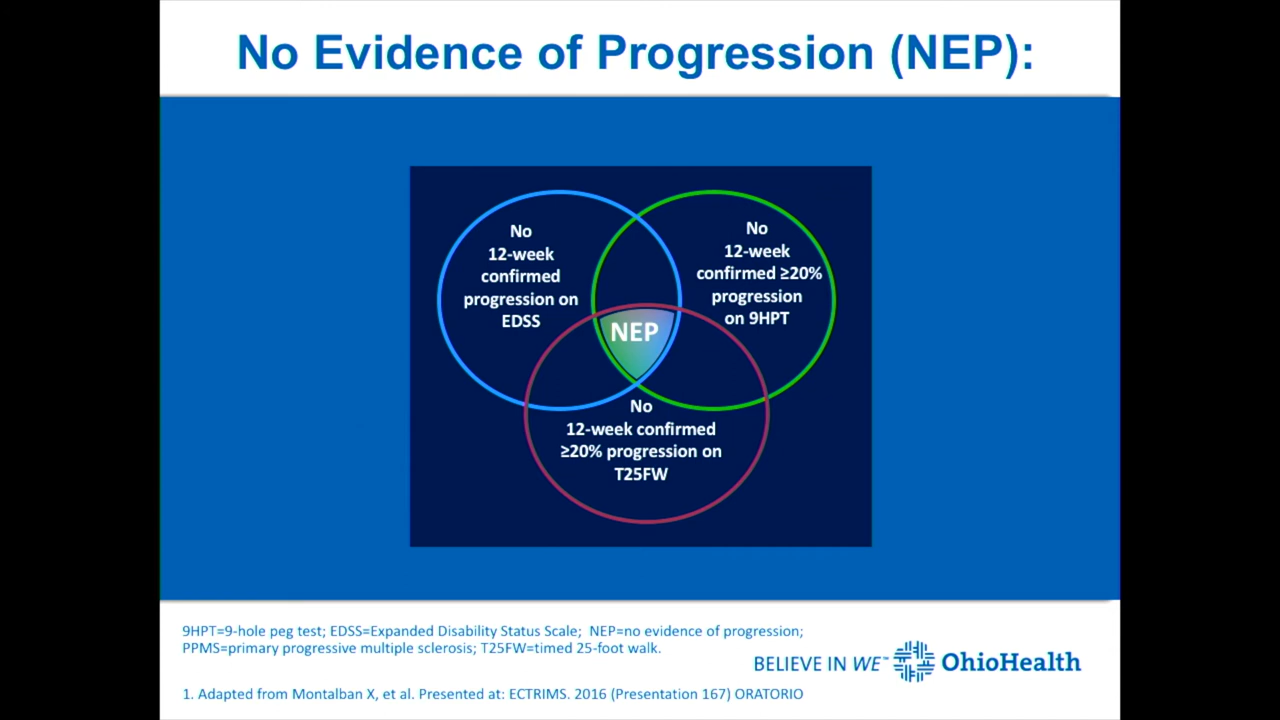 No Evidence of Progression (NEP):
No
12-week
confirmed
progression on
EDSS
No
12-week
confirmed ≥20%
progression
on 9HPT
NEP
No
12-week confirmed
≥20% progression on
T25FW
9HPT=9-hole peg test; EDSS=Expanded Disability Status Scale;  NEP=no evidence of progression;
PPMS=primary progressive multiple sclerosis; T25FW=timed 25-foot walk.
BELIEVE IN WE™ OhioHealth
1. Adapted from Montalban X, et al. Presented at: ECTRIMS. 2016 (Presentation 167) ORATORIO